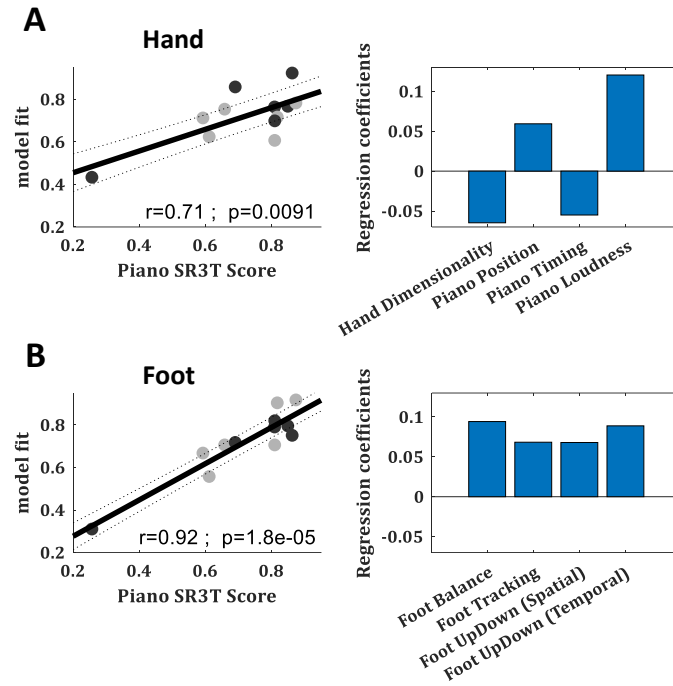 A
Hand
model fit
0.8
0.6
0.4
0.2
r=0.71 ; p=0.0091
0.2 0.4 0.6 0.8
Piano SR3T Score
Regression coefficients
0.1
0.05
0
-0.05
Hand Dimensionality
Piano Position
Piano Timing
Piano Loudness
B
Foot
model fit
0.8
0.6
0.4
0.2
r=0.92 ; p=1.8e-05
0.2 0.4 0.6 0.8
Piano SR3T Score
Regression coefficients
0.1
0.05
0
-0.05
Foot Balance
Foot Tracking
Foot UpDown (Spatial)
Foot UpDown (Temporal)